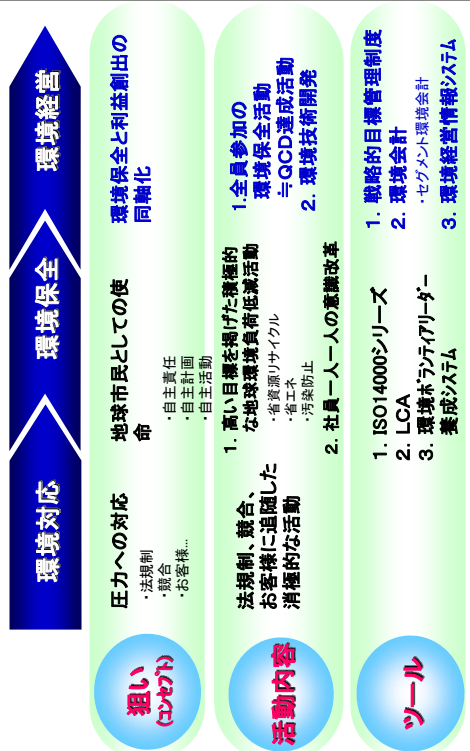 環境対応
環境保全
環境経営
狙い
(コンセプト)
圧力への対応
・法規制
・競合
・お客様...
地球市民としての使
命
・自主責任
・自主計画
・自主活動
環境保全と利益創出の
同軸化
活動内容
法規制、競合、
お客様に追随した
消極的な活動
1. 高い目標を掲げた積極的
な地球環境負荷低減活動
・省資源リサイクル
・省エネ
・汚染防止
2. 社員一人一人の意識改革
1.全員参加の
環境保全活動
≒QCD達成活動
2. 環境技術開発
ツール
1. ISO14000シリーズ
2. LCA
3. 環境ボランティアリーダー
養成システム
1. 戦略的目標管理制度
2. 環境会計
・セグメント環境会計
3. 環境経営情報システム